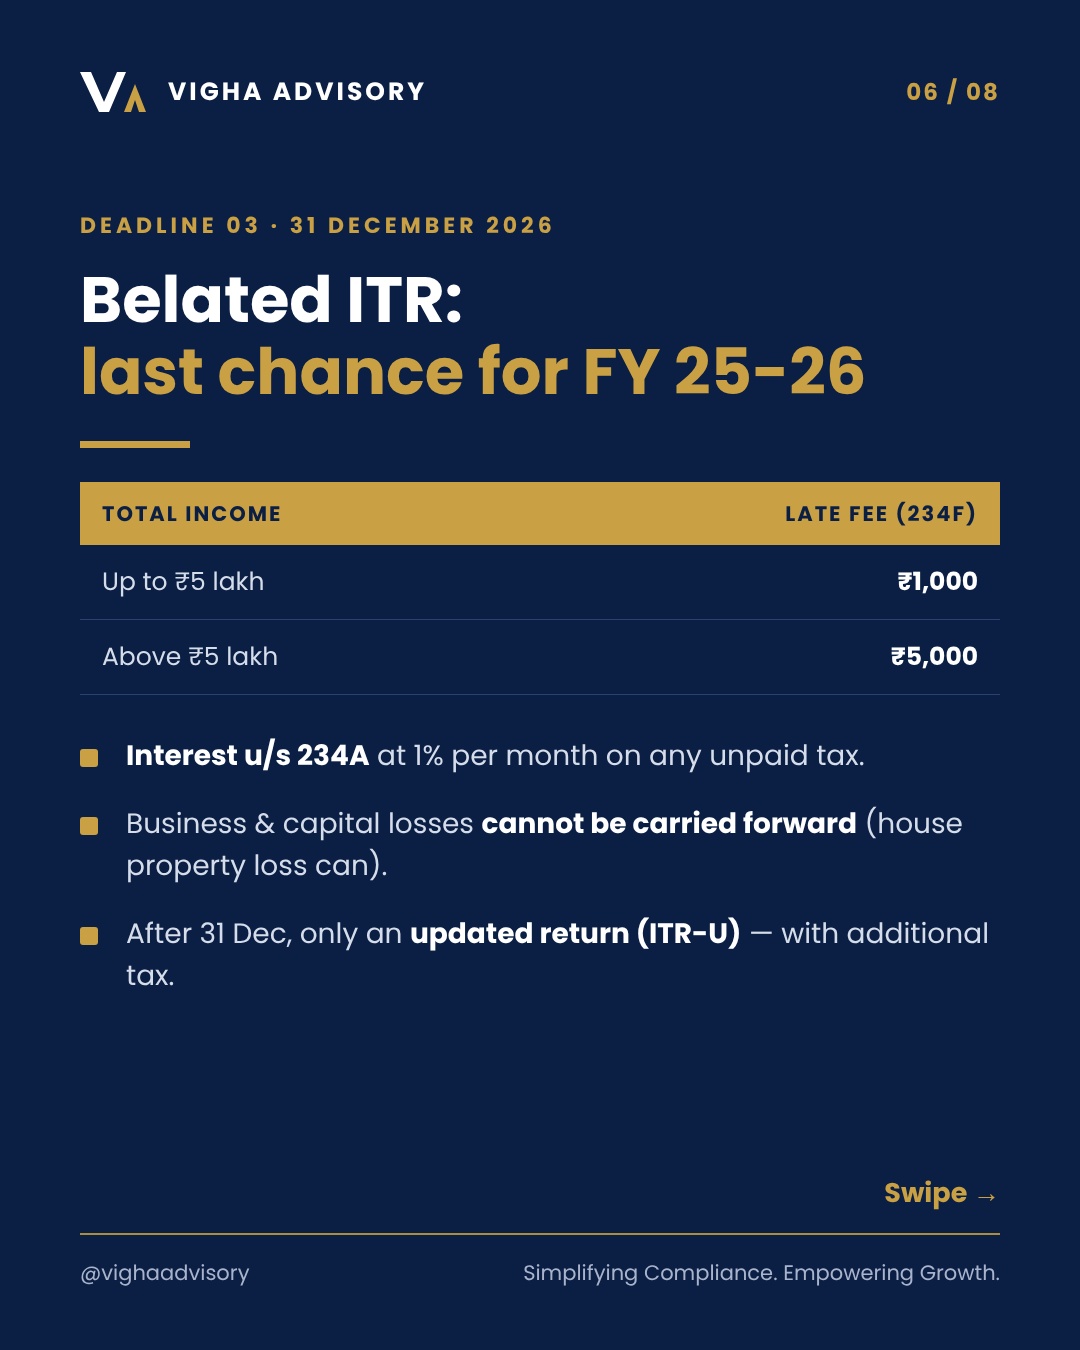 VIGHA ADVISORY
06 / 08
DEADLINE 03 · 31 DECEMBER 2026
Belated ITR:
last chance for FY 25-26
TOTAL INCOME LATE FEE (234F)
Up to ₹5 lakh ₹1,000
Above ₹5 lakh ₹5,000
Interest u/s 234A at 1% per month on any unpaid tax.
Business & capital losses cannot be carried forward (house
property loss can).
After 31 Dec, only an updated return (ITR-U) — with additional
tax.
Swipe →
@vighaadvisory
Simplifying Compliance. Empowering Growth.